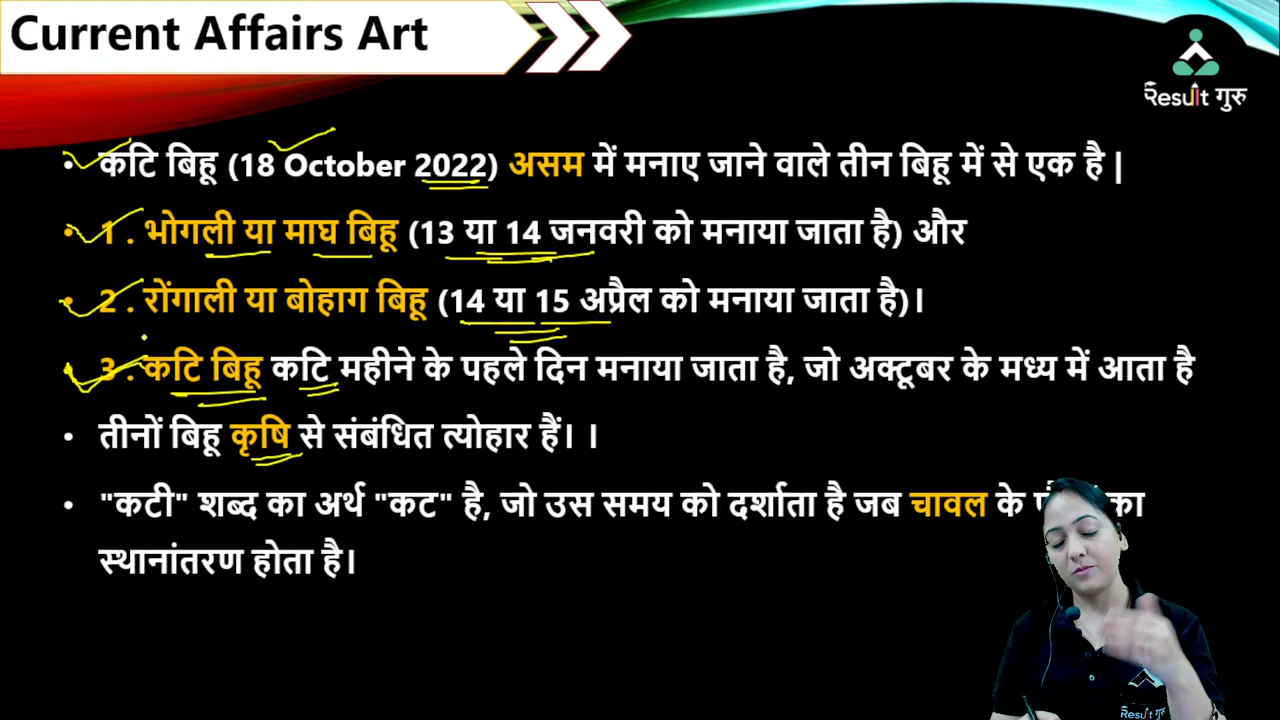 Current Affairs Art
Result गुरु
• कटि बिहू (18 October 2022) असम में मनाए जाने वाले तीन बिहू में से एक है |
• 1 . भोगली या माघ बिहू (13 या 14 जनवरी को मनाया जाता है) और
• 2 . रोंगाली या बोहाग बिहू (14 या 15 अप्रैल को मनाया जाता है)।
• 3 . कटि बिहू कटि महीने के पहले दिन मनाया जाता है, जो अक्टूबर के मध्य में आता है
• तीनों बिहू कृषि से संबंधित त्योहार हैं। ।
• "कटी" शब्द का अर्थ "कट" है, जो उस समय को दर्शाता है जब चावल के का
स्थानांतरण होता है।
Result गुरु